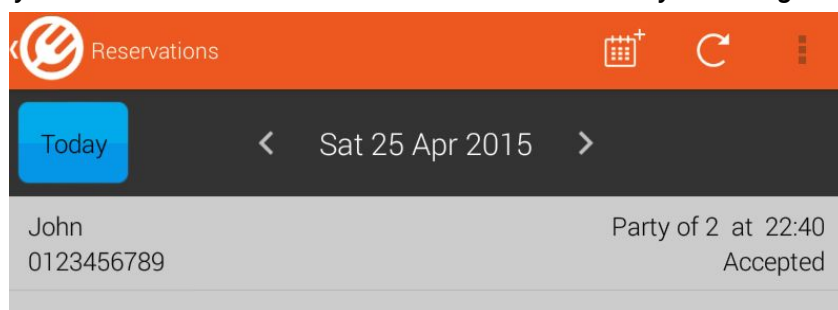 Reservations
Today
Sat 25 Apr 2015
John
Party of 2 at 22:40
0123456789
Accepted